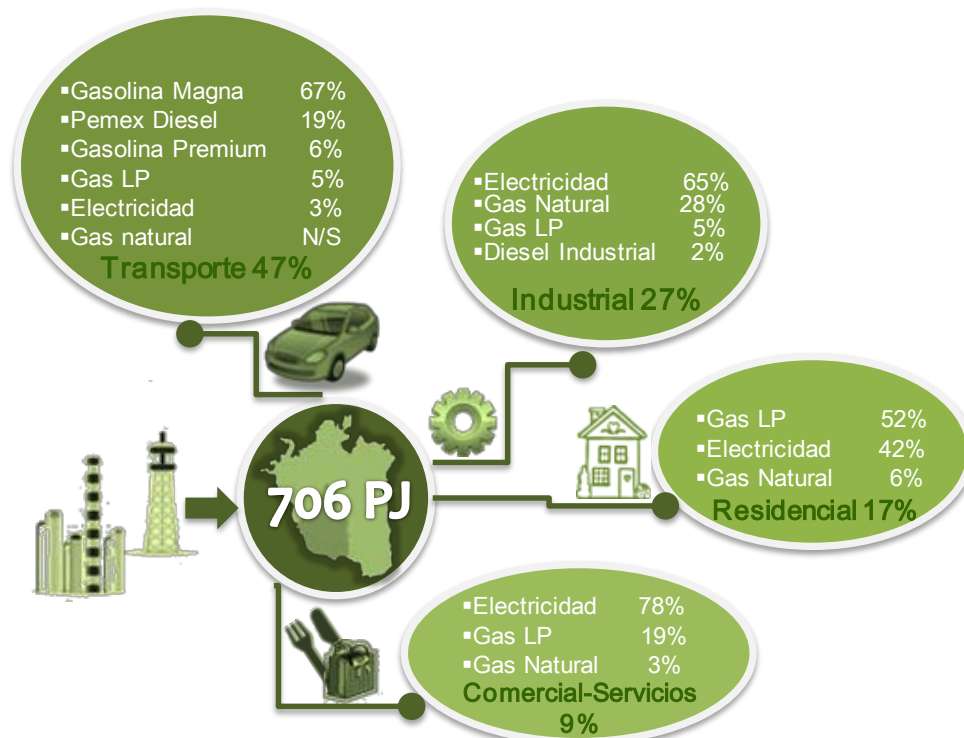 ▪Gasolina Magna 67%
▪Pemex Diesel 19%
▪Gasolina Premium 6%
▪Gas LP 5%
▪Electricidad 3%
▪Gas natural N/S
Transporte 47%
▪Electricidad 65%
▪Gas Natural 28%
▪Gas LP 5%
▪Diesel Industrial 2%
Industrial 27%
▪Gas LP 52%
▪Electricidad 42%
▪Gas Natural 6%
Residencial 17%
706 PJ
▪Electricidad 78%
▪Gas LP 19%
▪Gas Natural 3%
Comercial-Servicios
9%